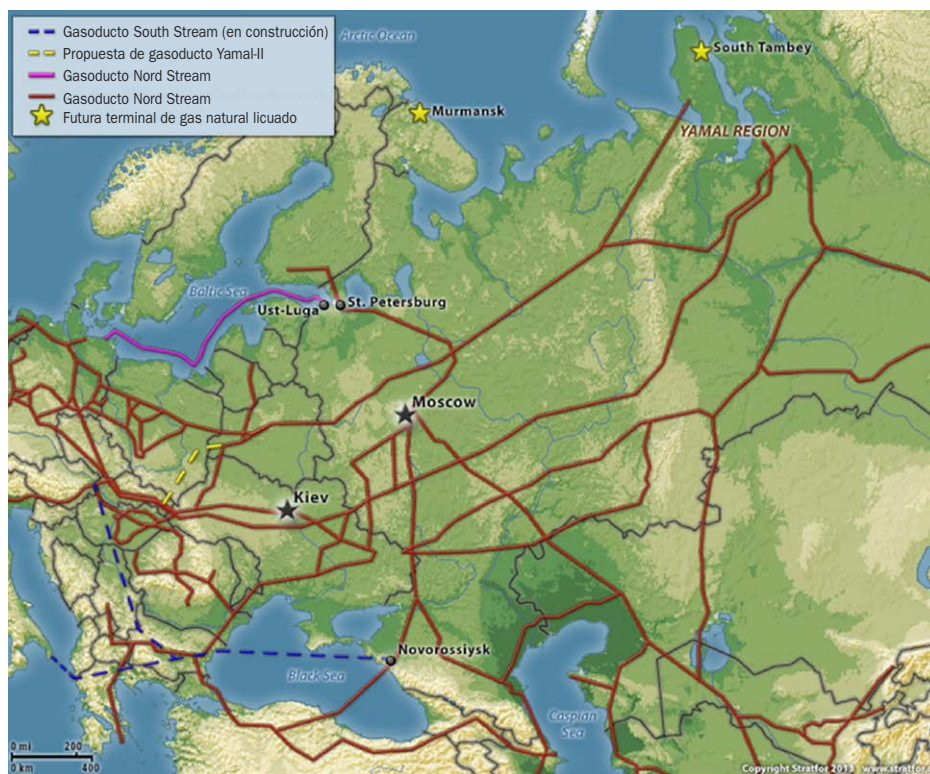 Gasoducto South Stream (en construcción)
Propuesta de gasoducto Yamal-II
Gasoducto Nord Stream
Gasoducto Nord Stream
Futura terminal de gas natural licuado
Arctic Ocean
South Tambey
Murmansk
YAMAL REGION
Baltic Sea
Ust-Luga
St. Petersburg
Moscow
Kiev
Novorossiysk
Black Sea
Caspian
Sea
0 mi 200
0 km 400
Copyright Stratfor 2013 www.stratfor.